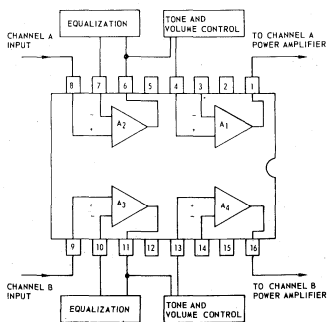 EQUALIZATION
TONE AND
VOLUME CONTROL
CHANNEL A
INPUT
TO CHANNEL A
POWER AMPLIFIER
8 7 6 5 4 3 2 1
A2 A1
A3 A4
9 10 11 12 13 14 15 16
CHANNEL B
INPUT
TO CHANNEL B
POWER AMPLIFIER
EQUALIZATION
TONE AND
VOLUME CONTROL